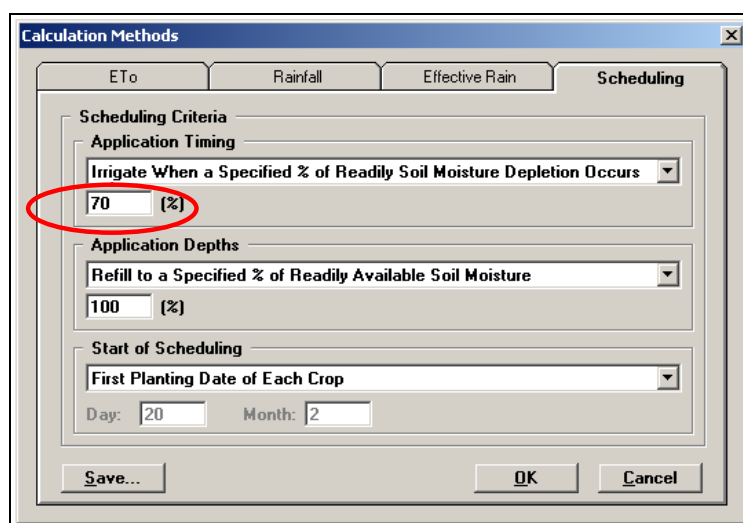 Calculation Methods
ETo Rainfall Effective Rain Scheduling
Scheduling Criteria
Application Timing
Irrigate When a Specified % of Readily Soil Moisture Depletion Occurs
70 (%)
Application Depths
Refill to a Specified % of Readily Available Soil Moisture
100 (%)
Start of Scheduling
First Planting Date of Each Crop
Day: 20 Month: 2
Save... OK Cancel